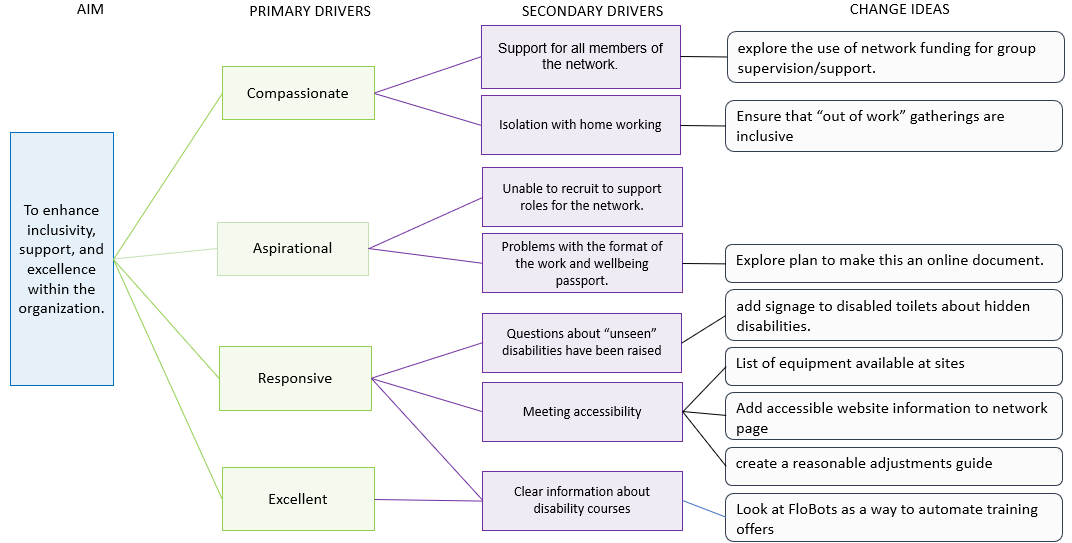 AIM
PRIMARY DRIVERS
SECONDARY DRIVERS
CHANGE IDEAS
To enhance
inclusivity,
support, and
excellence
within the
organization.
Compassionate
Aspirational
Responsive
Excellent
Support for all members of
the network.
Isolation with home working
Unable to recruit to support
roles for the network.
Problems with the format of
the work and wellbeing
passport.
Questions about “unseen”
disabilities have been raised
Meeting accessibility
Clear information about
disability courses
explore the use of network funding for group
supervision/support.
Ensure that “out of work” gatherings are
inclusive
Explore plan to make this an online document.
add signage to disabled toilets about hidden
disabilities.
List of equipment available at sites
Add accessible website information to network
page
create a reasonable adjustments guide
Look at FloBots as a way to automate training
offers